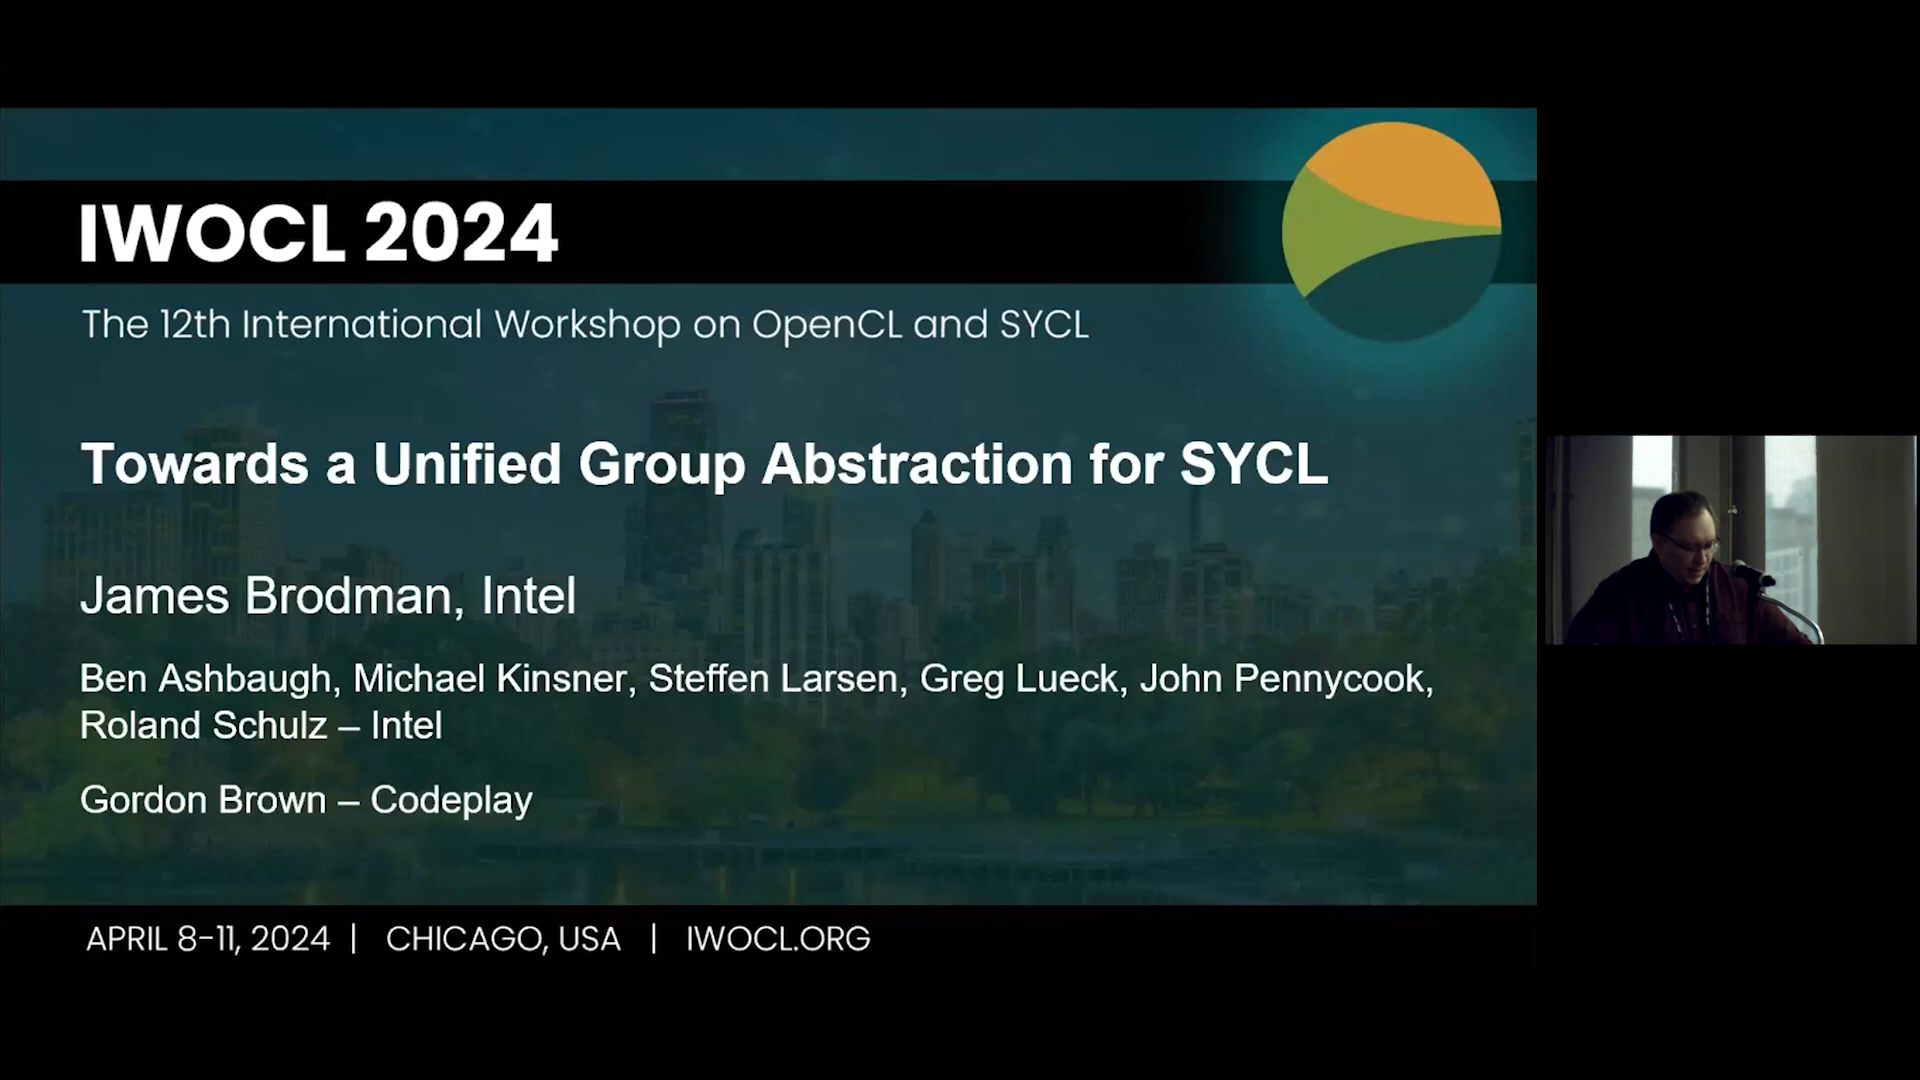 IWOCL 2024
The 12th International Workshop on OpenCL and SYCL
Towards a Unified Group Abstraction for SYCL
James Brodman, Intel
Ben Ashbaugh, Michael Kinsner, Steffen Larsen, Greg Lueck, John Pennycook,
Roland Schulz – Intel
Gordon Brown – Codeplay
APRIL 8-11, 2024 | CHICAGO, USA | IWOCL.ORG